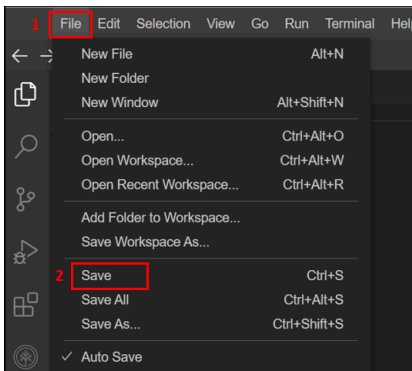 1 File Edit Selection View Go Run Terminal Hel
New File Alt+N
New Folder
New Window Alt+Shift+N
Open... Ctrl+Alt+O
Open Workspace... Ctrl+Alt+W
Open Recent Workspace... Ctrl+Alt+R
Add Folder to Workspace...
Save Workspace As...
2 Save Ctrl+S
Save All Ctrl+Alt+S
Save As... Ctrl+Shift+S
✓ Auto Save